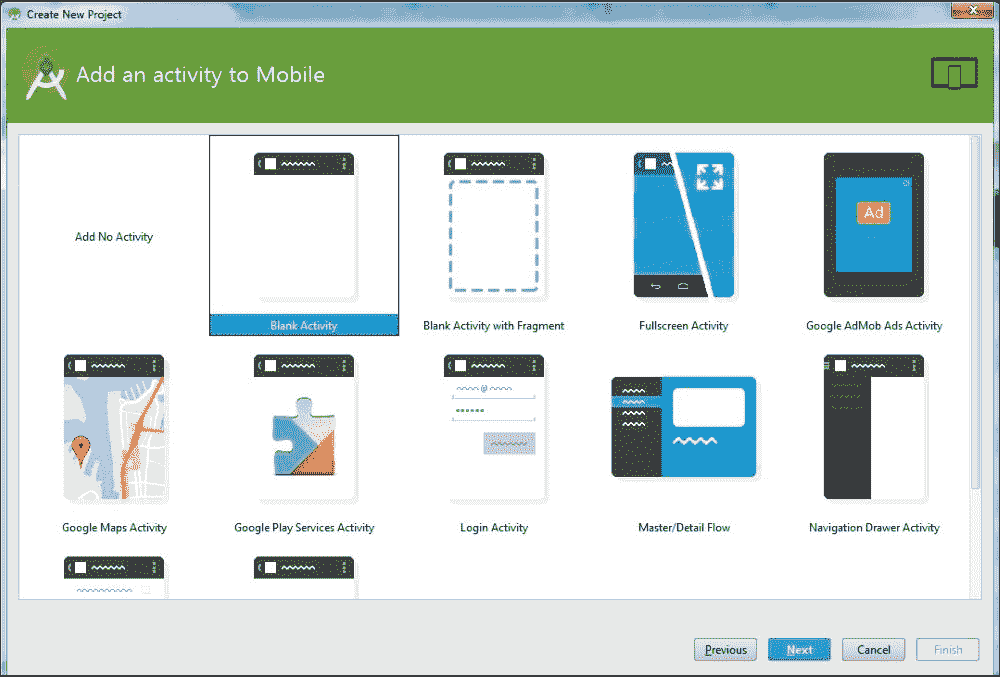 Create New Project
Add an activity to Mobile
Add No Activity
Blank Activity
Blank Activity with Fragment
Fullscreen Activity
Ad
Google AdMob Ads Activity
Google Maps Activity
Google Play Services Activity
@
Login Activity
Master/Detail Flow
Navigation Drawer Activity
Previous
Next
Cancel
Finish